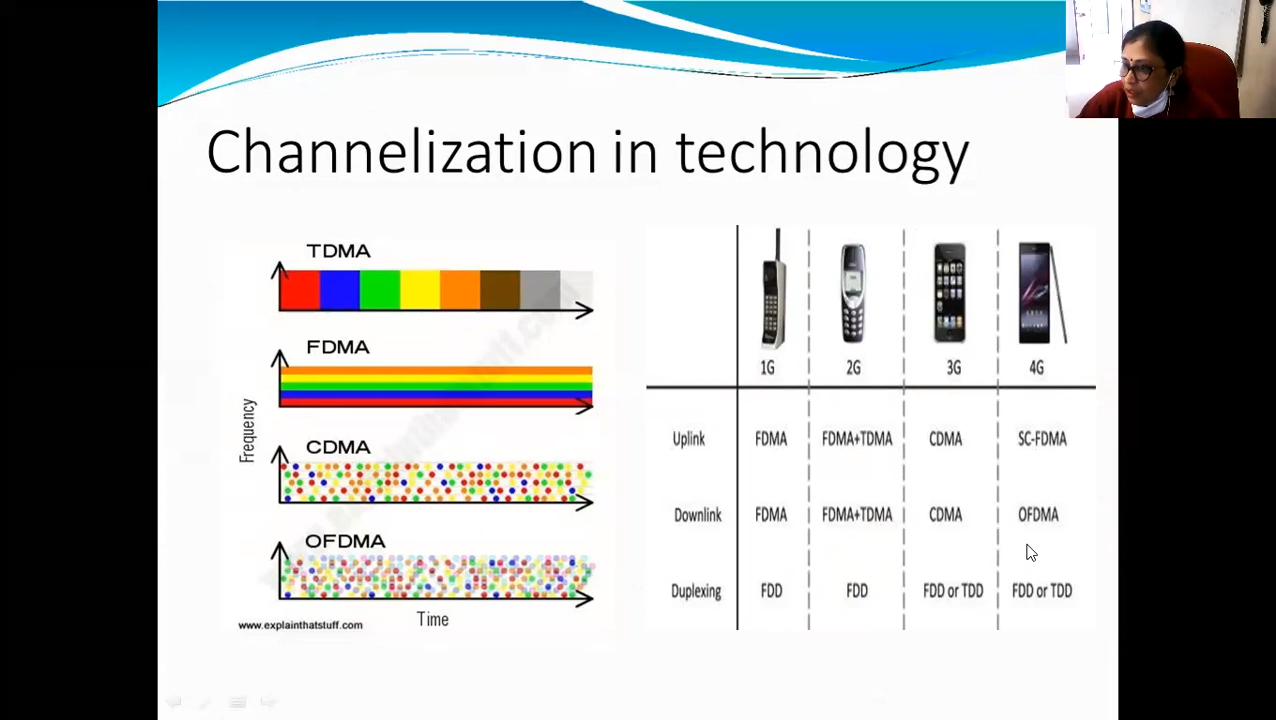 Channelization in technology
TDMA
FDMA
CDMA
OFDMA
Frequency
Time
www.explainthatstuff.com
1G 2G 3G 4G
Uplink FDMA FDMA+TDMA CDMA SC-FDMA
Downlink FDMA FDMA+TDMA CDMA OFDMA
Duplexing FDD FDD FDD or TDD FDD or TDD